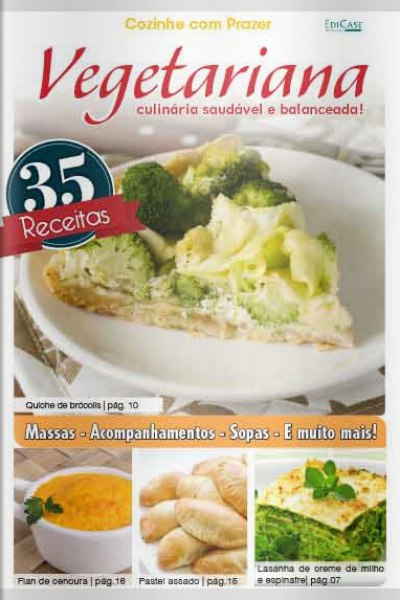 Cozinhe com Prazer
EDICASE
Vegetariana
culinária saudável e balanceada!
35
Receitas
Quiche de brócolis | pág. 10
Massas - Acompanhamentos - Sopas - E muito mais!
Flan de cenoura | pág.16
Pastel assado | pág.15
Lasanha de creme de milho
e espinafre| pág.07